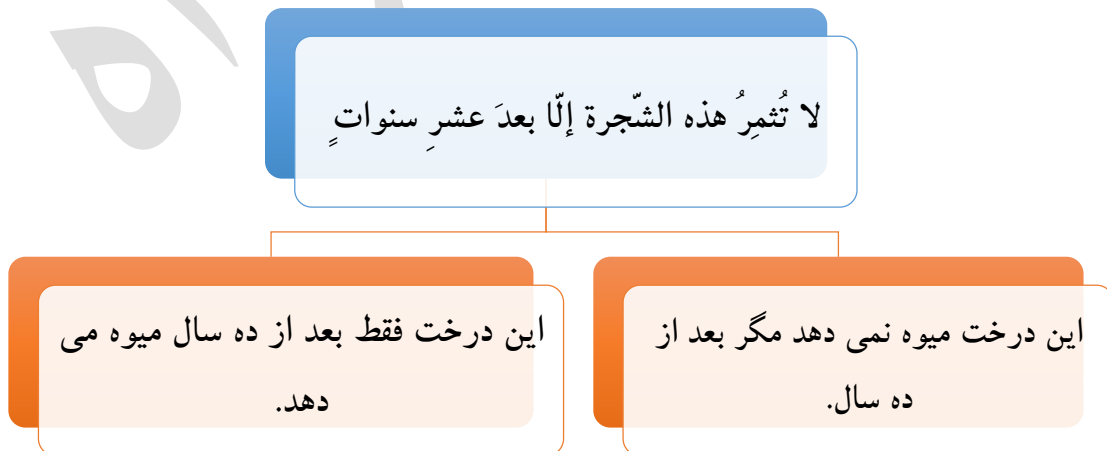 لا تُثمِرُ هذه الشّجرة إلّا بعدَ عشرِ سنواتٍ
این درخت میوه نمی دهد مگر بعد از
ده سال.
این درخت فقط بعد از ده سال میوه می
دهد.